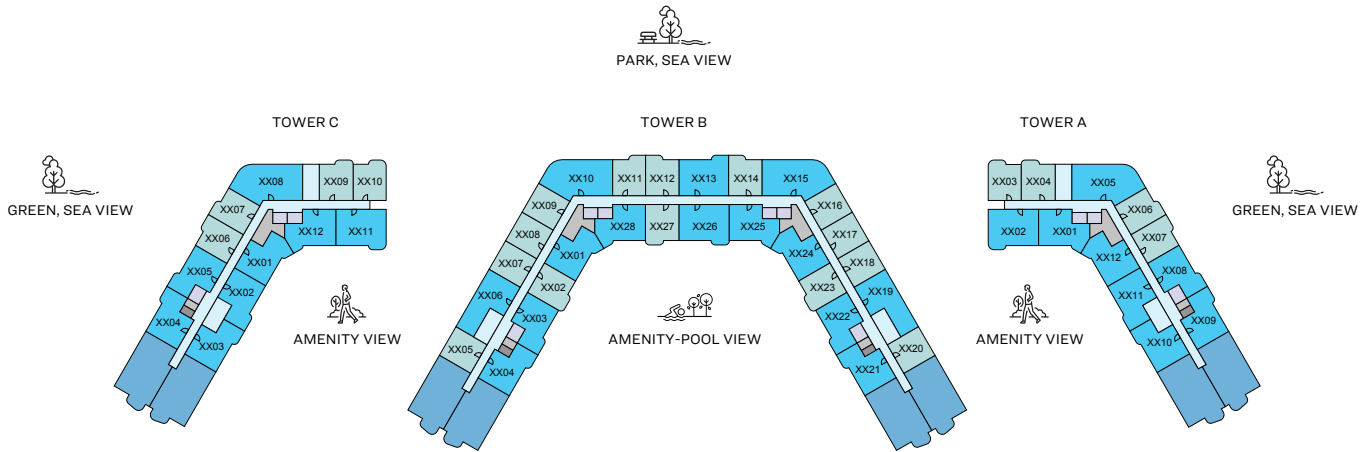 PARK, SEA VIEW
TOWER C
TOWER B
TOWER A
GREEN, SEA VIEW
GREEN, SEA VIEW
XX08
XX09
XX10
XX07
XX06
XX12
XX11
XX05
XX01
XX02
XX04
XX03
AMENITY VIEW
XX10
XX11
XX12
XX13
XX14
XX15
XX09
XX16
XX08
XX28
XX27
XX26
XX25
XX17
XX07
XX01
XX24
XX18
XX06
XX02
XX23
XX19
XX03
XX22
XX05
XX04
XX21
XX20
AMENITY-POOL VIEW
XX03
XX04
XX05
XX02
XX01
XX06
XX07
XX12
XX08
XX11
XX09
XX10
AMENITY VIEW